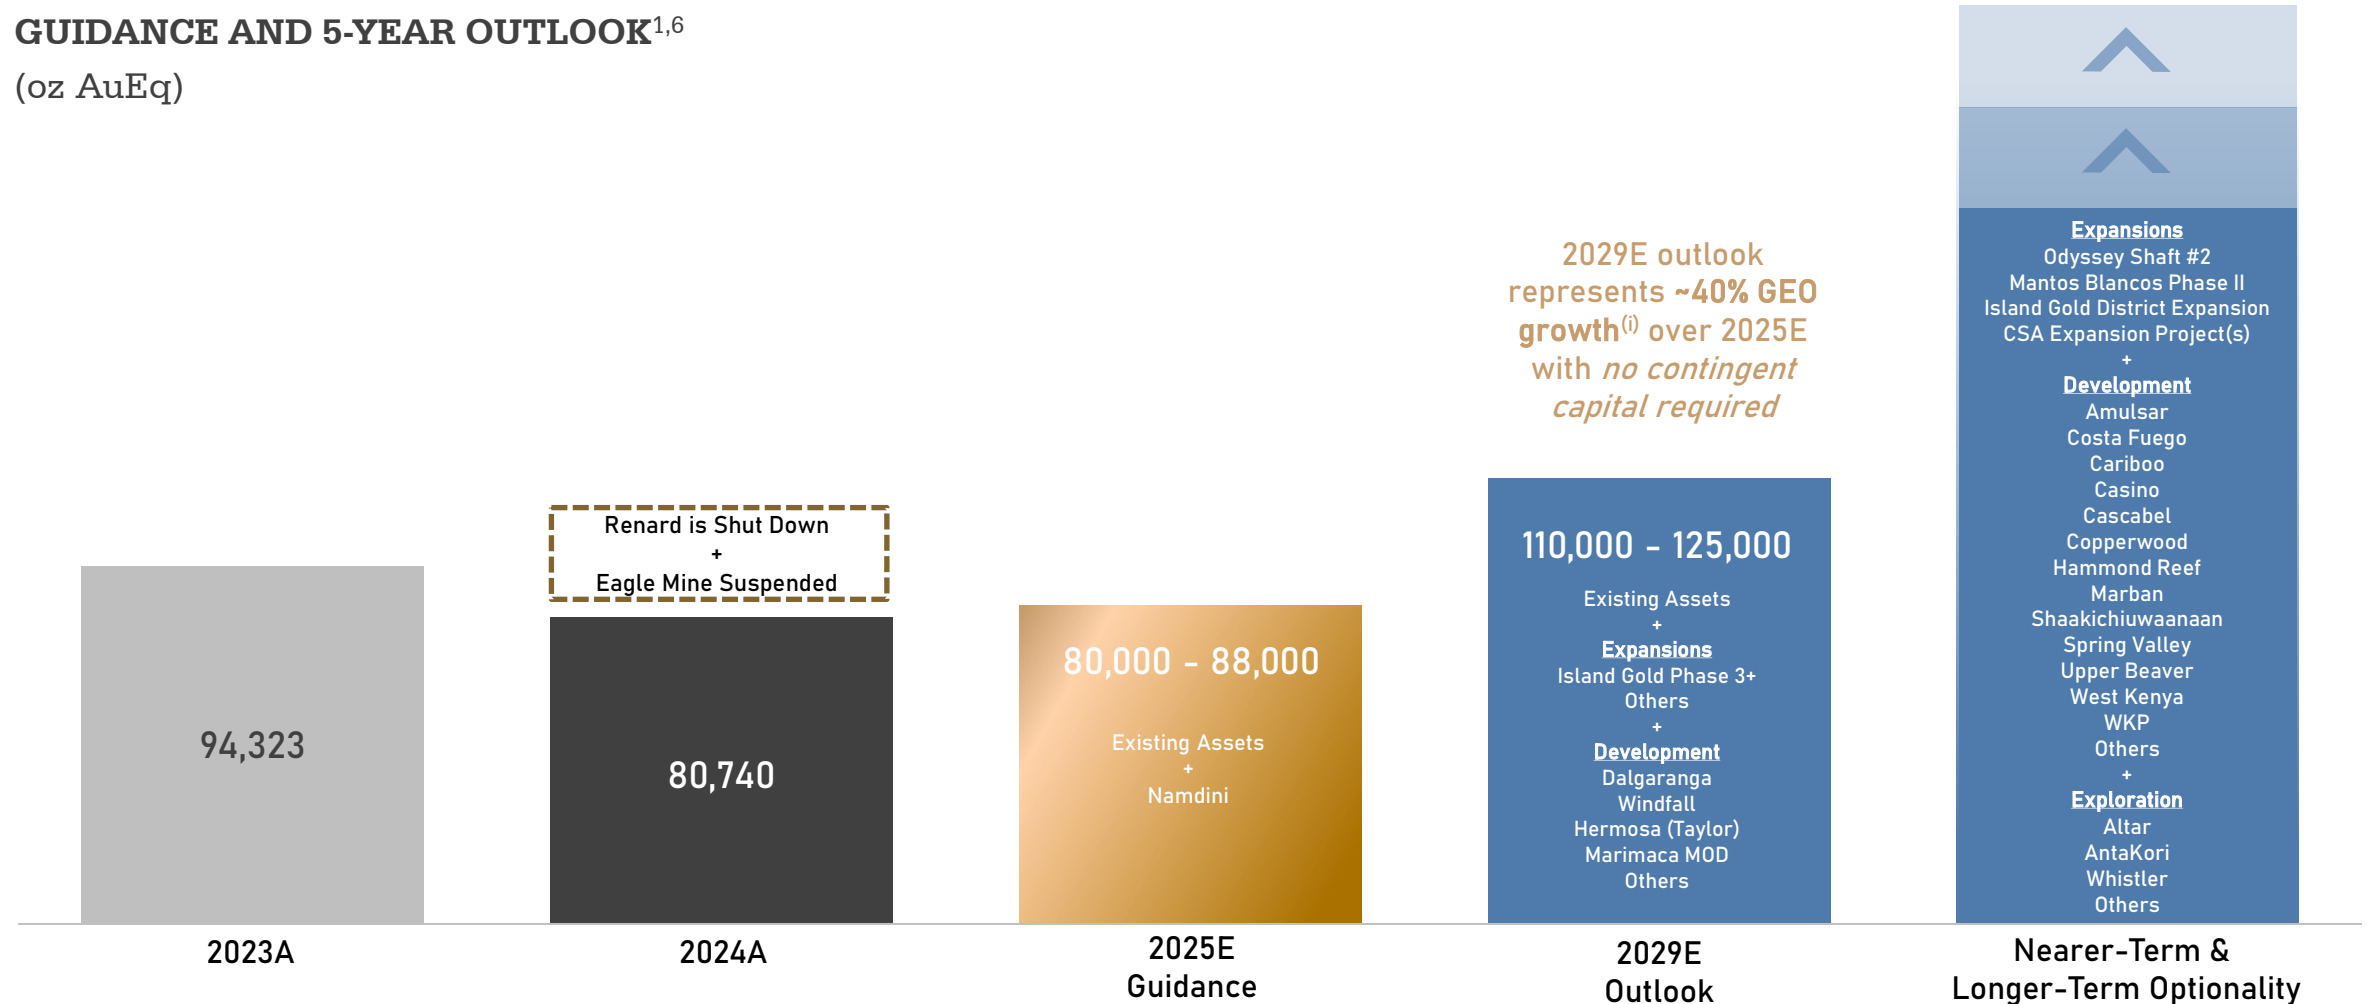 GUIDANCE AND 5-YEAR OUTLOOK1,6
(oz AuEq)
94,323
2023A
Renard is Shut Down
+
Eagle Mine Suspended
80,740
2024A
80,000 - 88,000
Existing Assets
+
Namdini
2025E
Guidance
2029E outlook
represents ~40% GEO
growth(i) over 2025E
with no contingent
capital required
110,000 - 125,000
Existing Assets
+
Expansions
Island Gold Phase 3+
Others
+
Development
Dalgaranga
Windfall
Hermosa (Taylor)
Marimaca MOD
Others
2029E
Outlook
Expansions
Odyssey Shaft #2
Mantos Blancos Phase II
Island Gold District Expansion
CSA Expansion Project(s)
+
Development
Amulsar
Costa Fuego
Cariboo
Casino
Cascabel
Copperwood
Hammond Reef
Marban
Shaakichiuwaanaan
Spring Valley
Upper Beaver
West Kenya
WKP
Others
+
Exploration
Altar
AntaKori
Whistler
Others
Nearer-Term &
Longer-Term Optionality